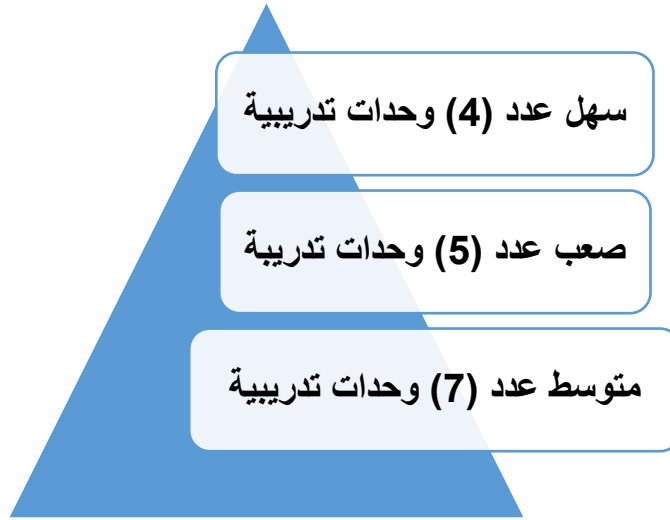 سهل عدد (4) وحدات تدريبية
صعب عدد (5) وحدات تدريبة
متوسط عدد (7) وحدات تدريبية